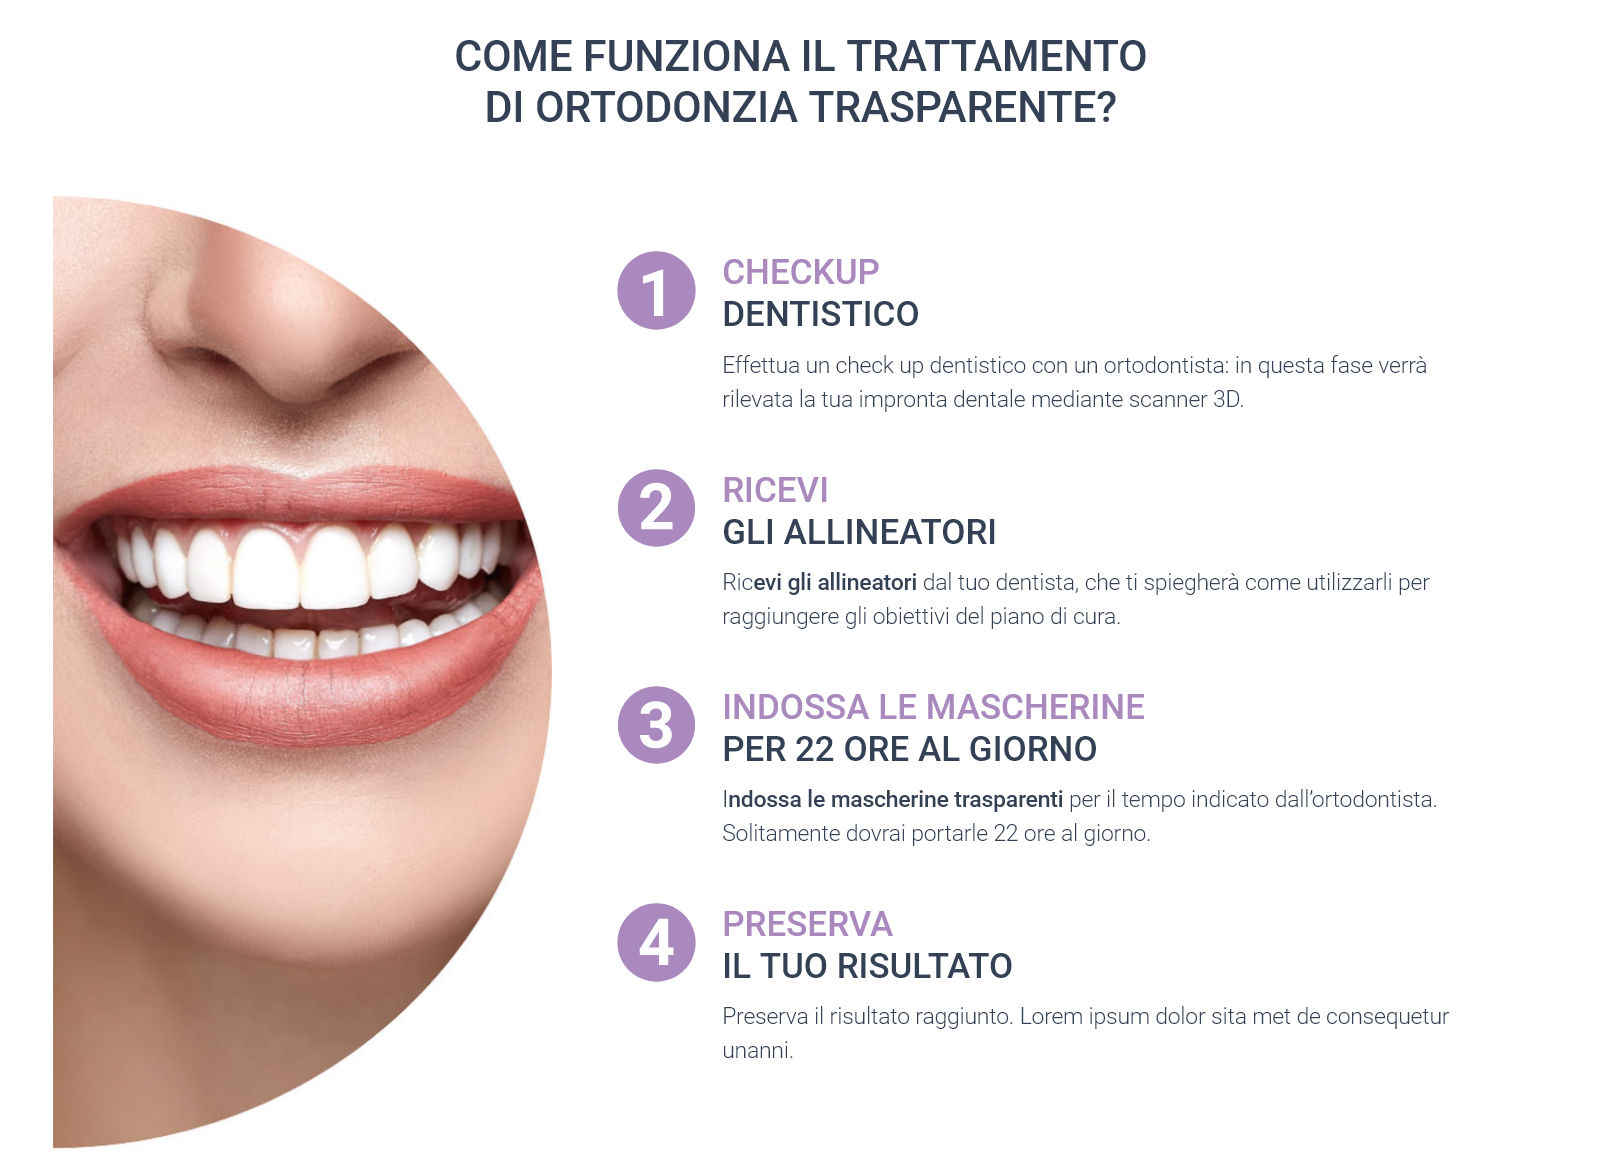 COME FUNZIONA IL TRATTAMENTO
DI ORTODONZIA TRASPARENTE?
1
CHECKUP
DENTISTICO
Effettua un check up dentistico con un ortodontista: in questa fase verrà
rilevata la tua impronta dentale mediante scanner 3D.
2
RICEVI
GLI ALLINEATORI
Ricevi gli allineatori dal tuo dentista, che ti spiegherà come utilizzarli per
raggiungere gli obiettivi del piano di cura.
3
INDOSSA LE MASCHERINE
PER 22 ORE AL GIORNO
Indossa le mascherine trasparenti per il tempo indicato dall’ortodontista.
Solitamente dovrai portarle 22 ore al giorno.
4
PRESERVA
IL TUO RISULTATO
Preserva il risultato raggiunto. Lorem ipsum dolor sita met de consequetur
unanni.